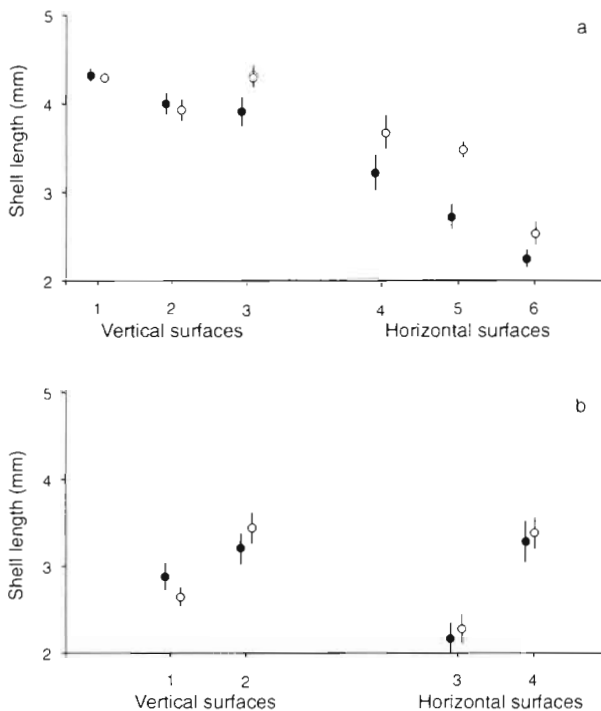 a
5
4
3
2
Shell length (mm)
1 2 3 4 5 6
Vertical surfaces Horizontal surfaces
b
5
4
3
2
Shell length (mm)
1 2 3 4
Vertical surfaces Horizontal surfaces